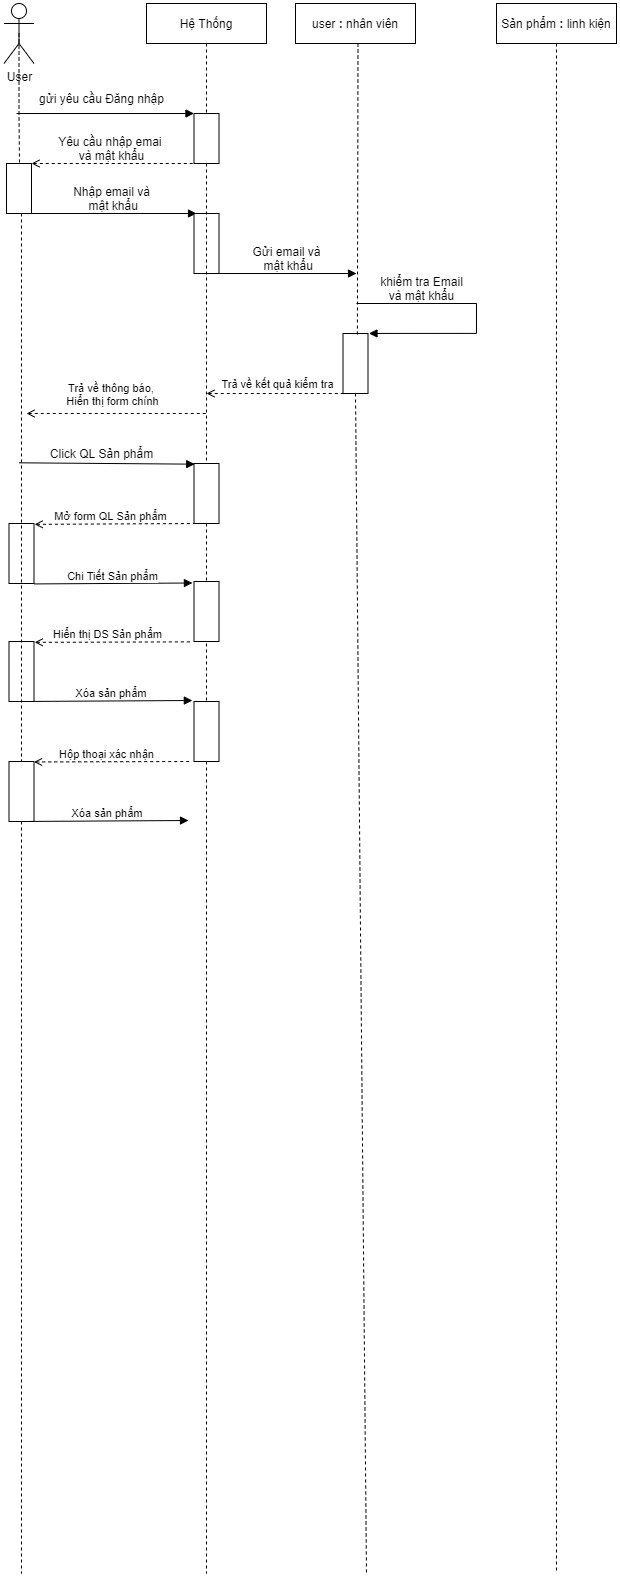 Hệ Thống
user : nhân viên
Sản phẩm : linh kiện
User
gửi yêu cầu Đăng nhập
Yêu cầu nhập emai
và mật khẩu
Nhập email và
mật khẩu
Gửi email và
mật khẩu
khiểm tra Email
và mật khẩu
Trả về kết quả kiểm tra
Trả về thông báo,
Hiển thị form chính
Click QL Sản phẩm
Mở form QL Sản phẩm
Chi Tiết Sản phẩm
Hiển thị DS Sản phẩm
Xóa sản phẩm
Hộp thoại xác nhận
Xóa sản phẩm